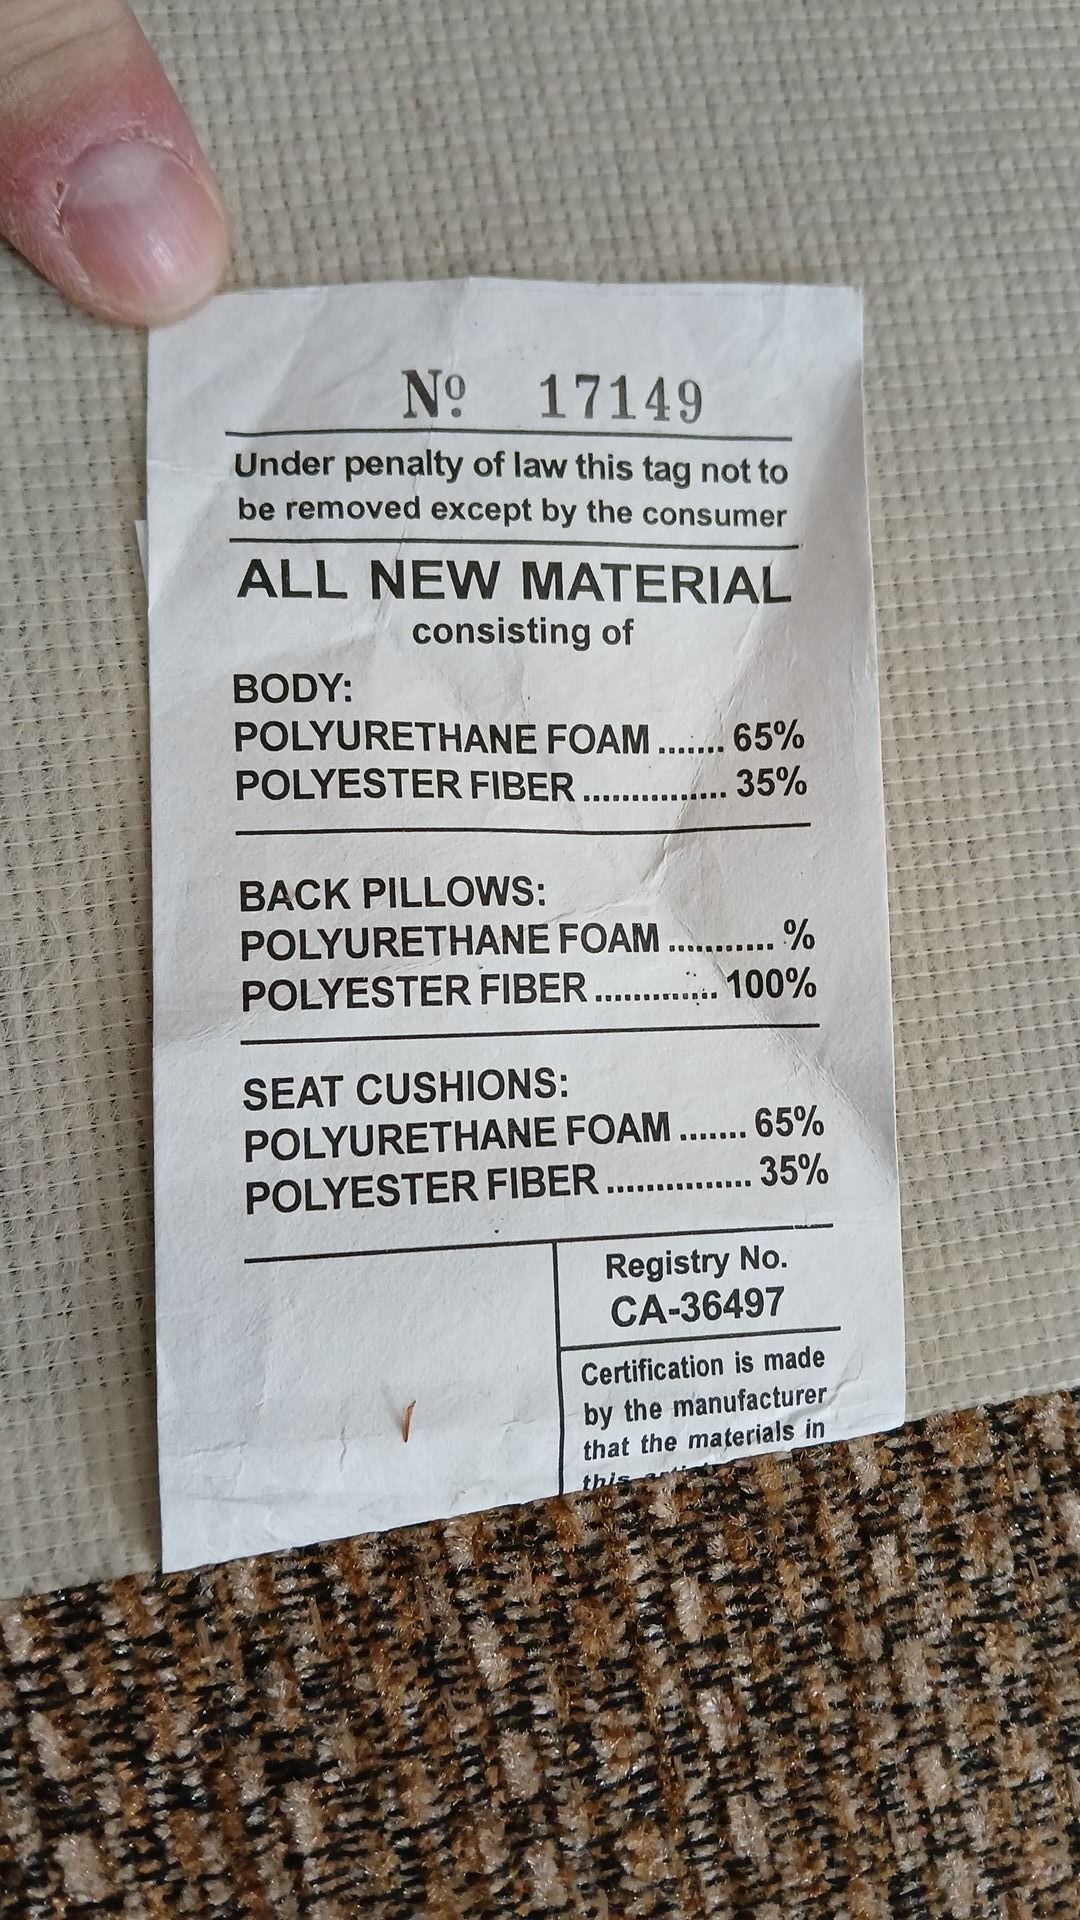 Nº. 17149
Under penalty of law this tag not to
be removed except by the consumer
ALL NEW MATERIAL
consisting of
BODY:
POLYURETHANE FOAM ....... 65%
POLYESTER FIBER ............... 35%
BACK PILLOWS:
POLYURETHANE FOAM ........... %
POLYESTER FIBER ............. 100%
SEAT CUSHIONS:
POLYURETHANE FOAM ....... 65%
POLYESTER FIBER ............... 35%
Registry No.
CA-36497
Certification is made
by the manufacturer
that the materials in
this